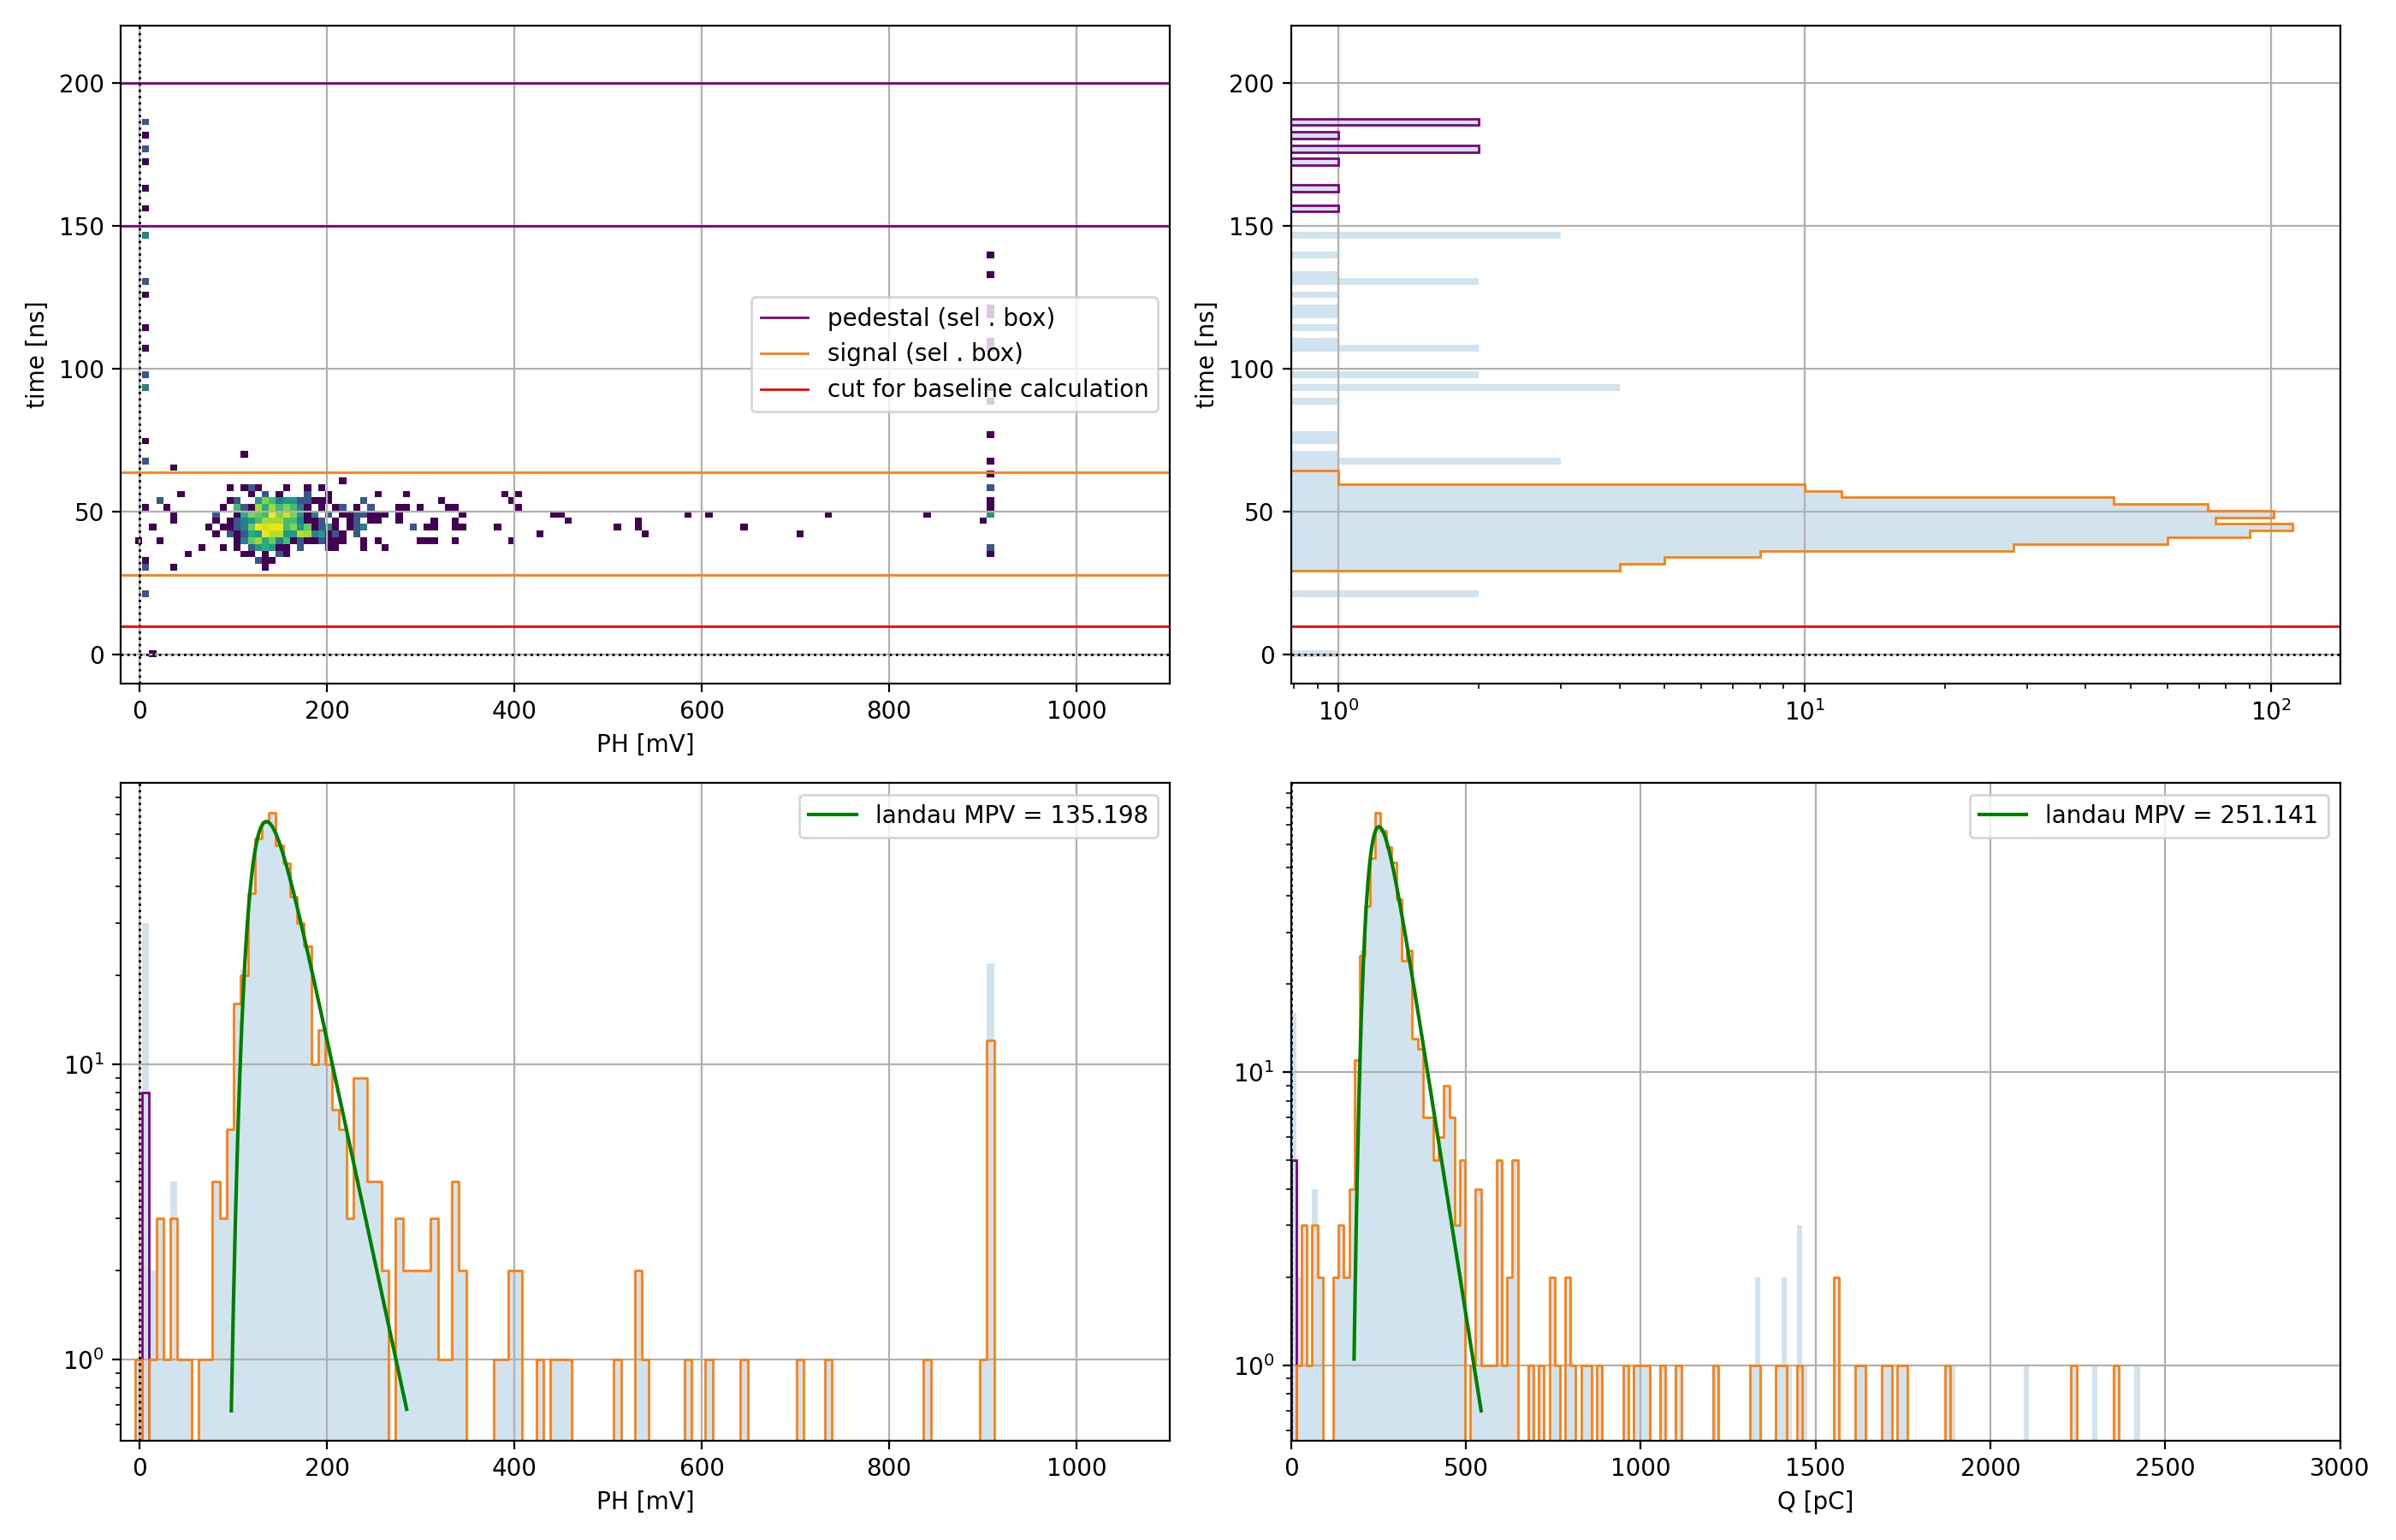 200
150
100
50
0
time [ns]
pedestal (sel . box)
signal (sel . box)
cut for baseline calculation
0 200 400 600 800 1000
PH [mV]
200
150
100
50
0
time [ns]
10⁰ 10¹ 10²
landau MPV = 135.198
10¹
10⁰
0 200 400 600 800 1000
PH [mV]
landau MPV = 251.141
10¹
10⁰
0 500 1000 1500 2000 2500 3000
Q [pC]